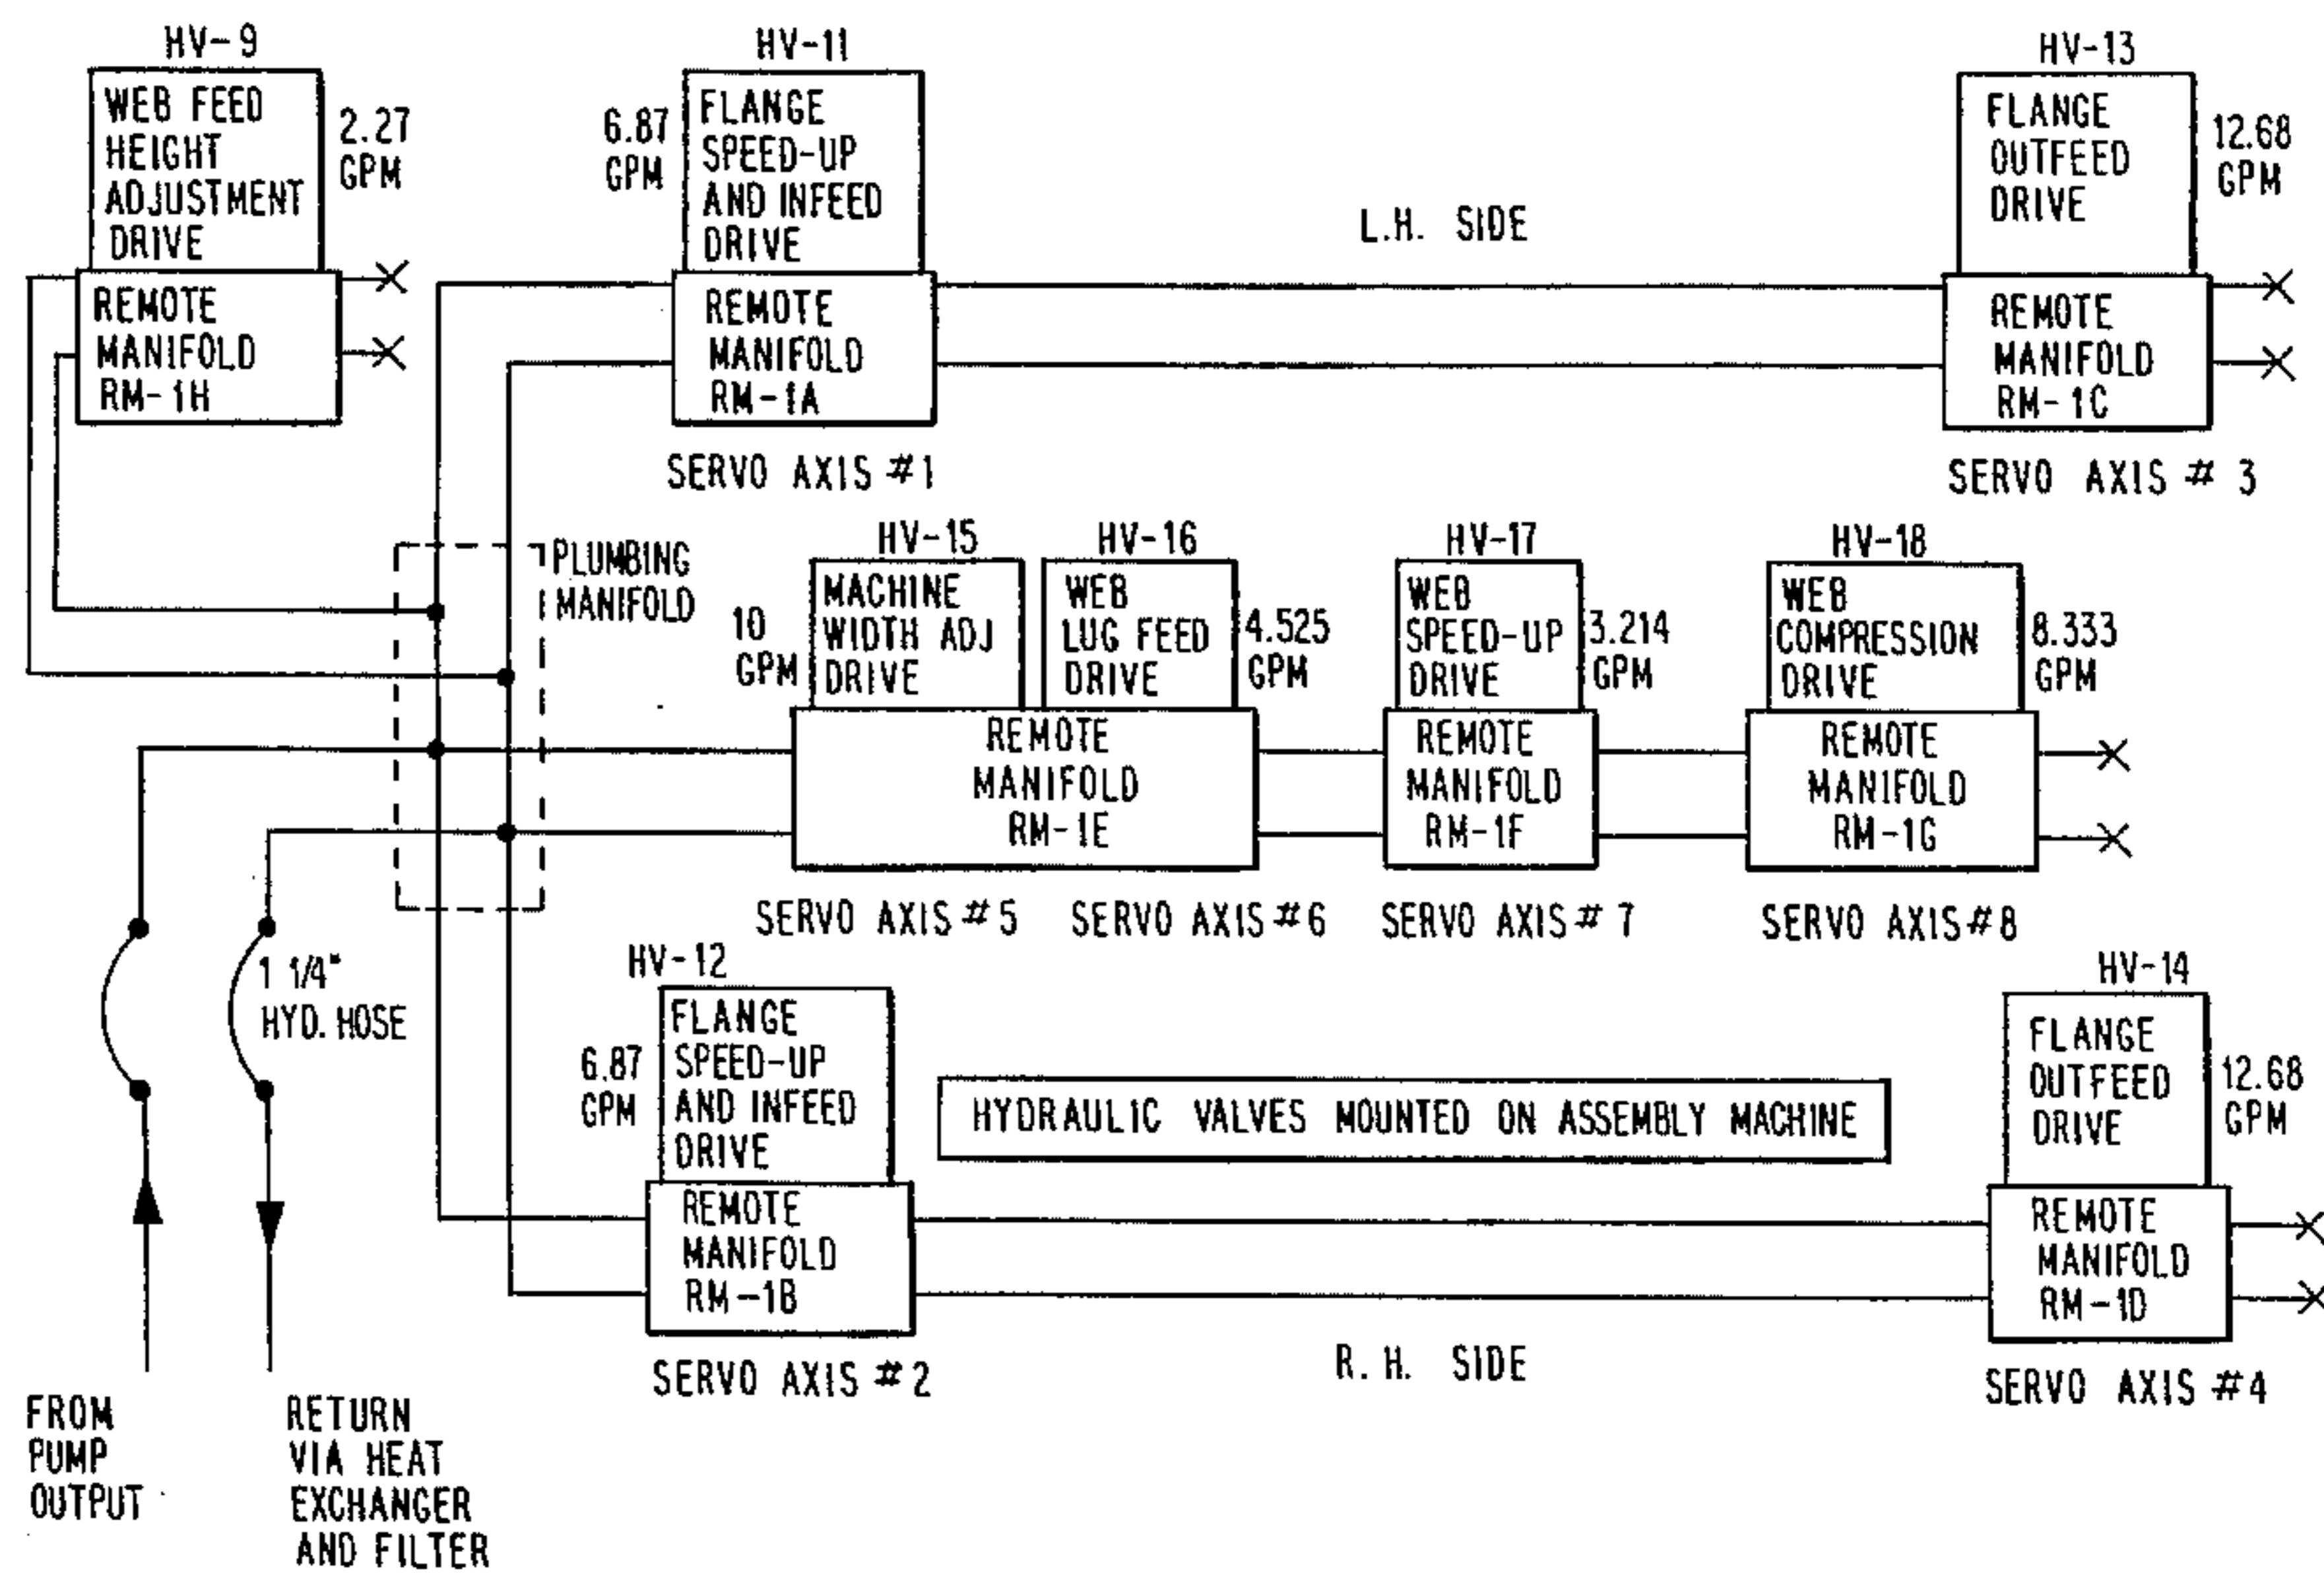 HV-9
WEB FEED
HEIGHT
ADJUSTMENT
DRIVE
2.27
GPM
REMOTE
MANIFOLD
RM-1H
HV-11
6.87
GPM
FLANGE
SPEED-UP
AND INFEED
DRIVE
REMOTE
MANIFOLD
RM-1A
SERVO AXIS #1
L.H. SIDE
HV-13
FLANGE
OUTFEED
DRIVE
12.68
GPM
REMOTE
MANIFOLD
RM-1C
SERVO AXIS # 3
PLUMBING
MANIFOLD
HV-15
10
GPM
MACHINE
WIDTH ADJ
DRIVE
HV-16
WEB
LUG FEED
DRIVE
4.525
GPM
REMOTE
MANIFOLD
RM-1E
SERVO AXIS #5
SERVO AXIS #6
HV-17
WEB
SPEED-UP
DRIVE
3.214
GPM
REMOTE
MANIFOLD
RM-1F
SERVO AXIS # 7
HV-18
WEB
COMPRESSION
DRIVE
8.333
GPM
REMOTE
MANIFOLD
RM-1G
SERVO AXIS #8
1 1/4"
HYD. HOSE
HV-12
6.87
GPM
FLANGE
SPEED-UP
AND INFEED
DRIVE
REMOTE
MANIFOLD
RM-1B
SERVO AXIS #2
HYDRAULIC VALVES MOUNTED ON ASSEMBLY MACHINE
R.H. SIDE
HV-14
FLANGE
OUTFEED
DRIVE
12.68
GPM
REMOTE
MANIFOLD
RM-1D
SERVO AXIS #4
FROM
PUMP
OUTPUT
RETURN
VIA HEAT
EXCHANGER
AND FILTER